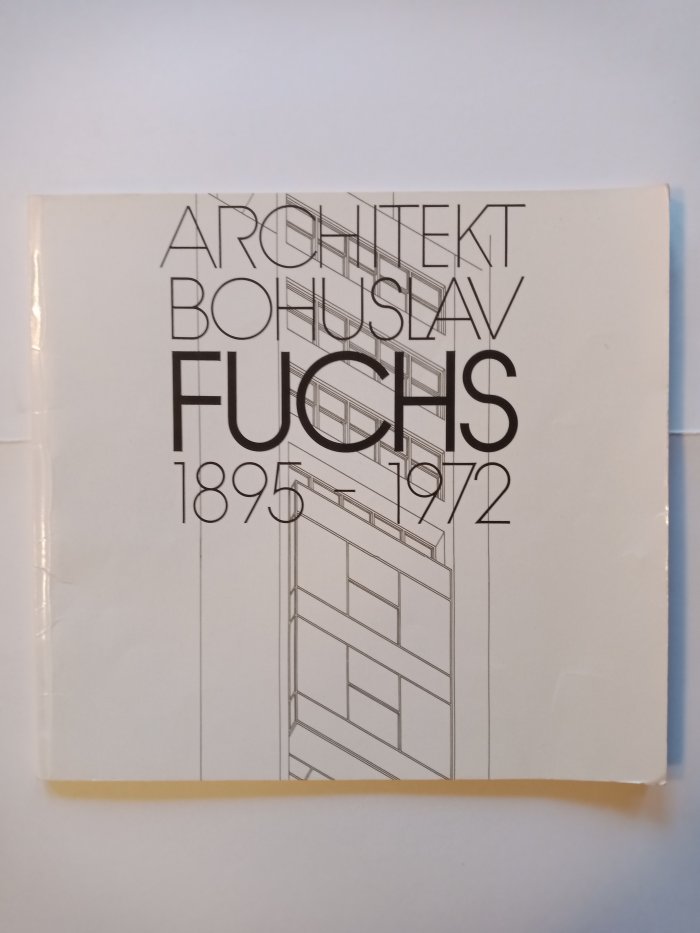 ARCHITEKT
BOHUSLAV
FUCHS
1895 – 1972